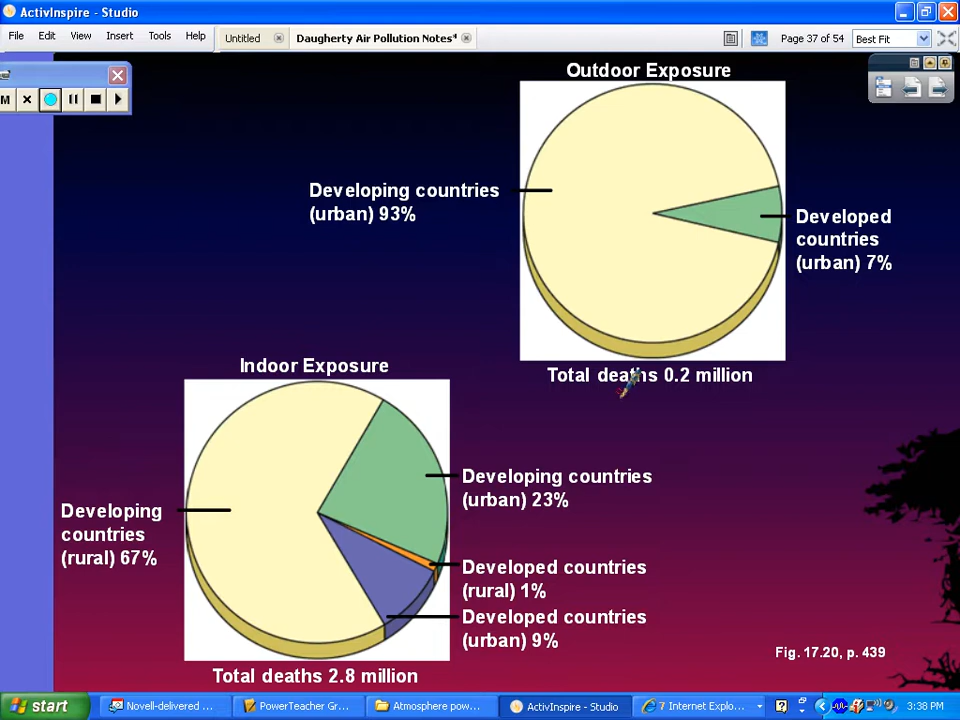 ActivInspire - Studio
File Edit View Insert Tools Help
Untitled
Daugherty Air Pollution Notes*
Page 37 of 54
Best Fit
M
Outdoor Exposure
Developing countries
(urban) 93%
Developed
countries
(urban) 7%
Total deaths 0.2 million
Indoor Exposure
Developing countries
(urban) 23%
Developing
countries
(rural) 67%
Developed countries
(rural) 1%
Developed countries
(urban) 9%
Fig. 17.20, p. 439
Total deaths 2.8 million
start
Novell-delivered ...
PowerTeacher Gr...
Atmosphere pow...
ActivInspire - Studio
7 Internet Explo...
3:38 PM